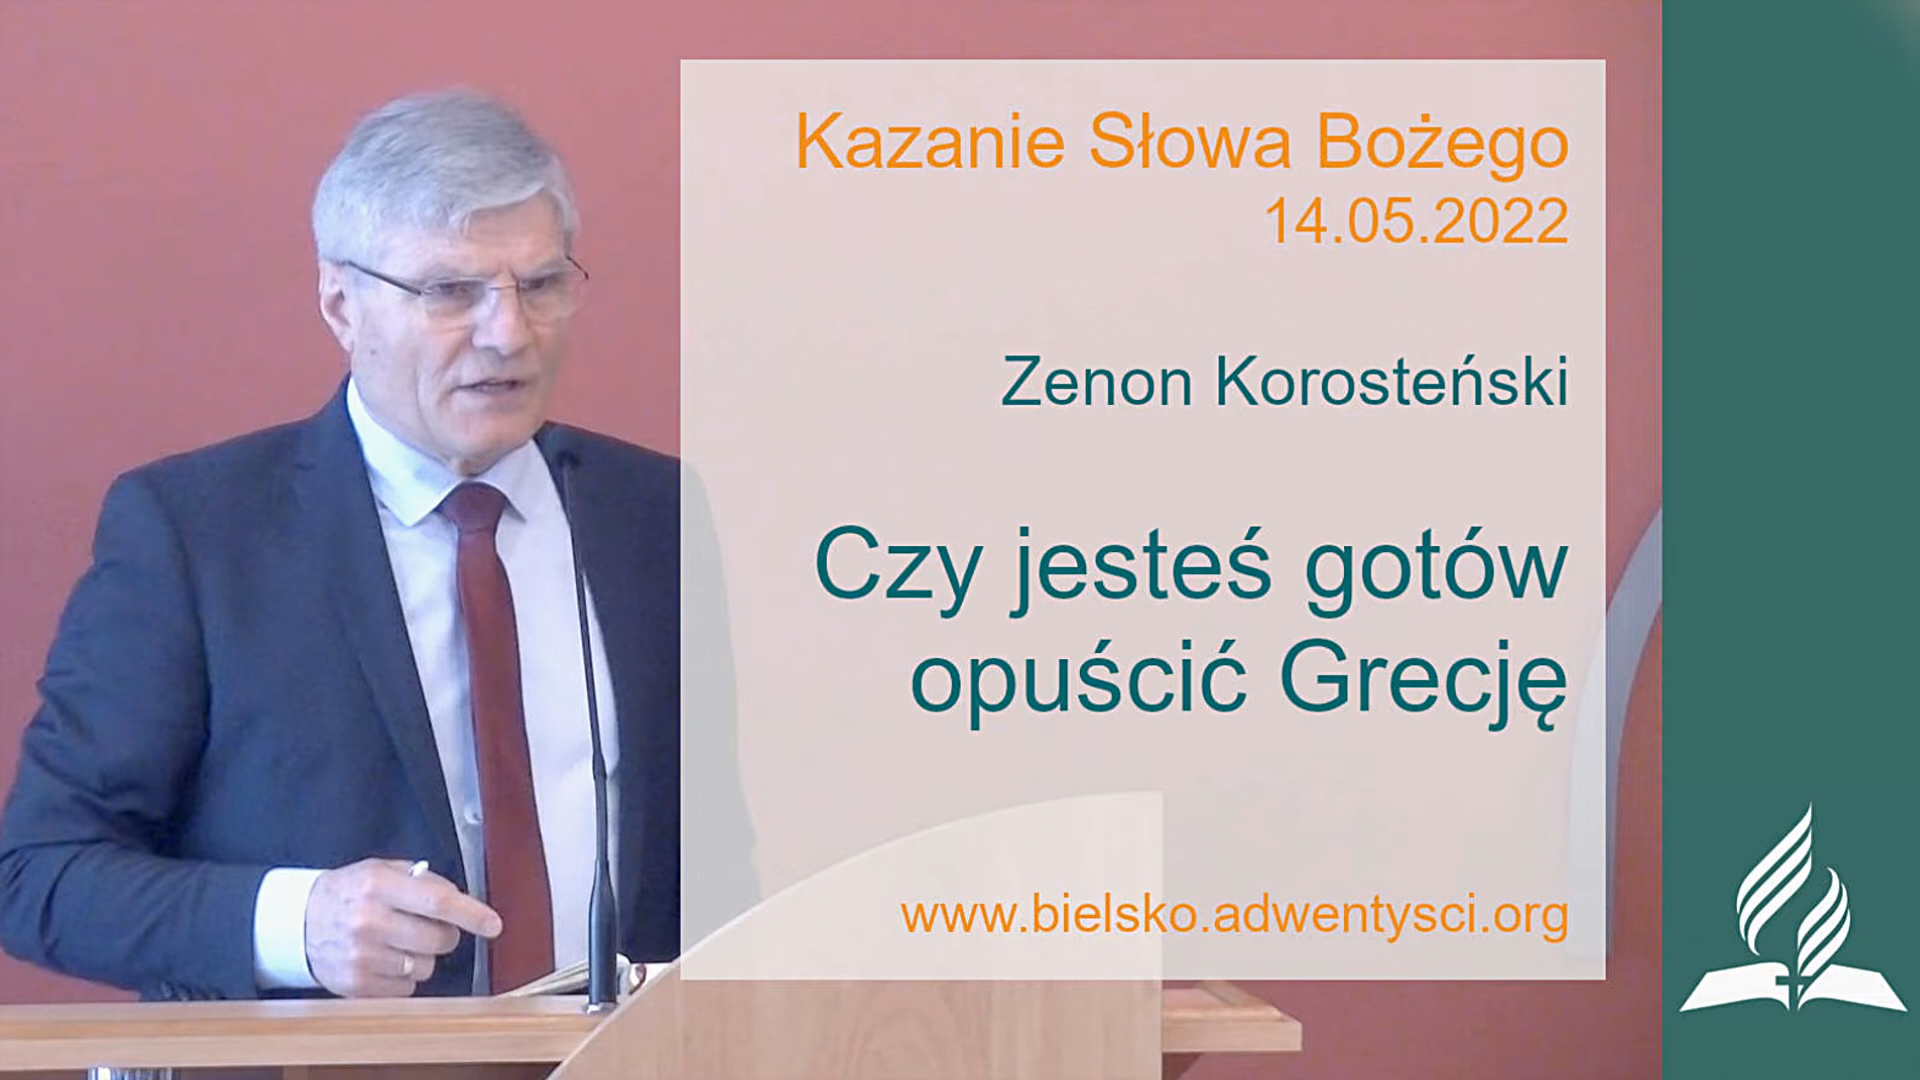 Kazanie Słowa Bożego
14.05.2022
Zenon Korosteński
Czy jesteś gotów
opuścić Grecję
www.bielsko.adwentysci.org